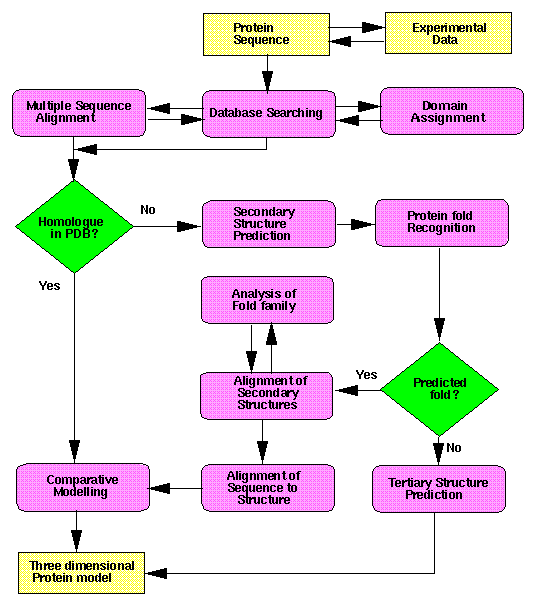 Protein
Sequence
Experimental
Data
Multiple Sequence
Alignment
Database Searching
Domain
Assignment
Homologue
in PDB?
No
Secondary
Structure
Prediction
Protein fold
Recognition
Yes
Analysis of
Fold family
Alignment of
Secondary
Structures
Yes
Predicted
fold?
No
Comparative
Modelling
Alignment of
Sequence to
Structure
Tertiary Structure
Prediction
Three dimensional
Protein model